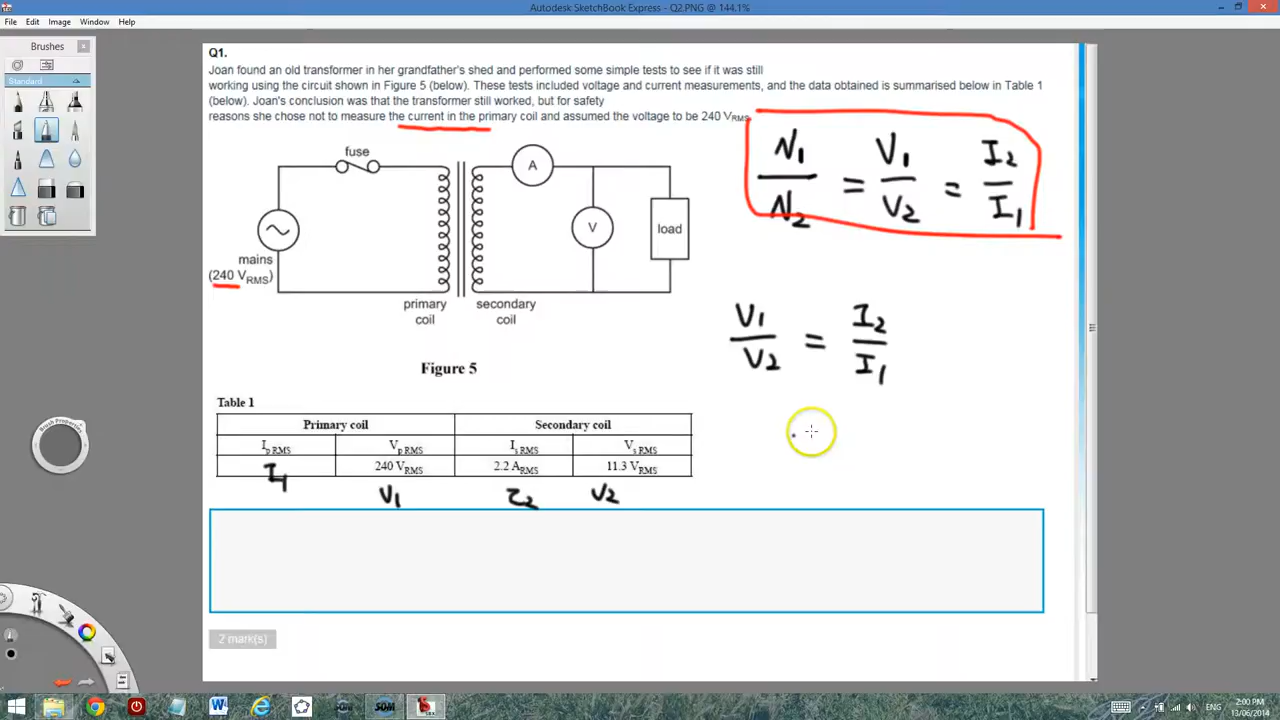 Autodesk SketchBook Express - Q2.PNG @ 144.1%
File Edit Image Window Help
Brushes
Standard
Q1.
Joan found an old transformer in her grandfather's shed and performed some simple tests to see if it was still
working using the circuit shown in Figure 5 (below). These tests included voltage and current measurements, and the data obtained is summarised below in Table 1
(below). Joan's conclusion was that the transformer still worked, but for safety
reasons she chose not to measure the current in the primary coil and assumed the voltage to be 240 VRMS.
N1/N2 = V1/V2 = I2/I1
fuse
A
V
load
mains
(240 VRMS)
primary
coil
secondary
coil
V1/V2 = I2/I1
Figure 5
Table 1
Primary coil Secondary coil
Ip RMS Vp RMS Is RMS Vs RMS
240 VRMS 2.2 ARMS 11.3 VRMS
I1 V1 I2 V2
Brush Properties
2 mark(s)
ENG
2:00 PM
13/06/2014